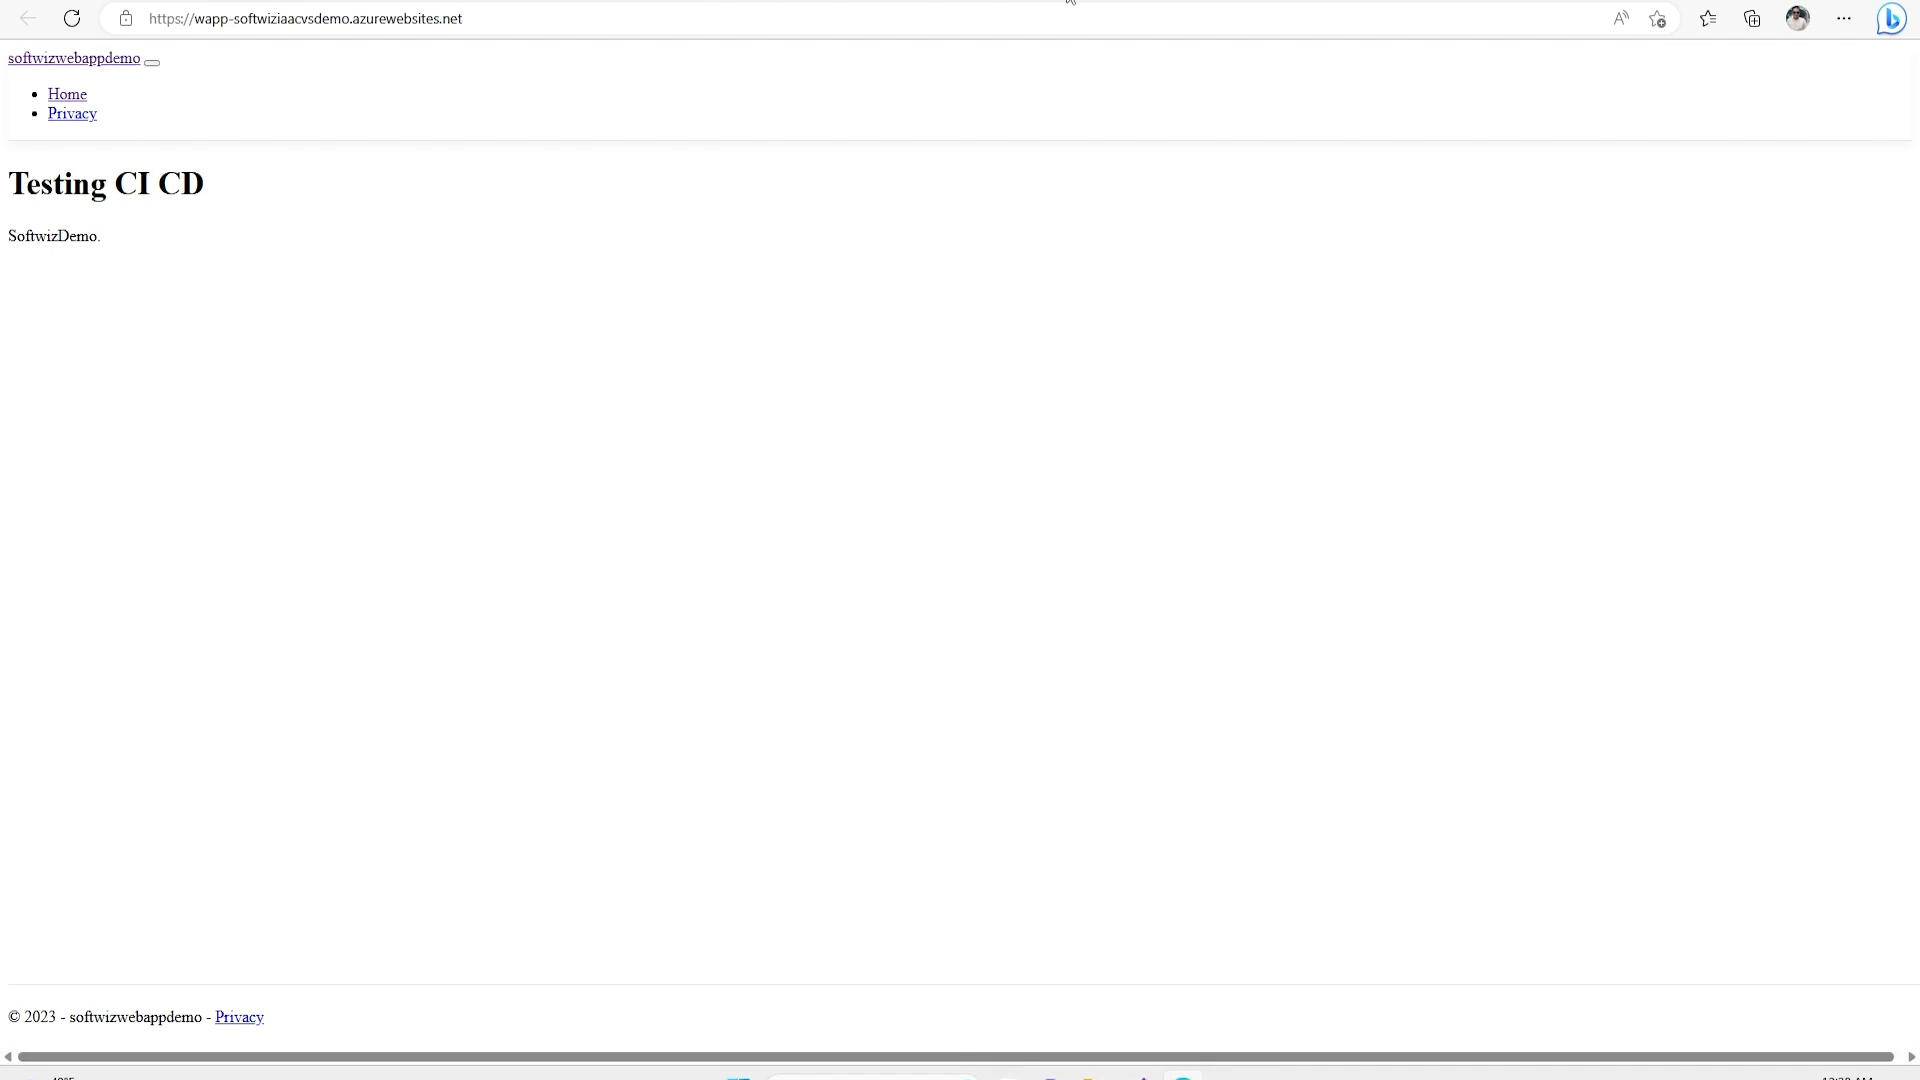 https://wapp-softwiziaacvsdemo.azurewebsites.net
softwizwebappdemo
Home
Privacy
Testing CI CD
SoftwizDemo.
© 2023 - softwizwebappdemo - Privacy